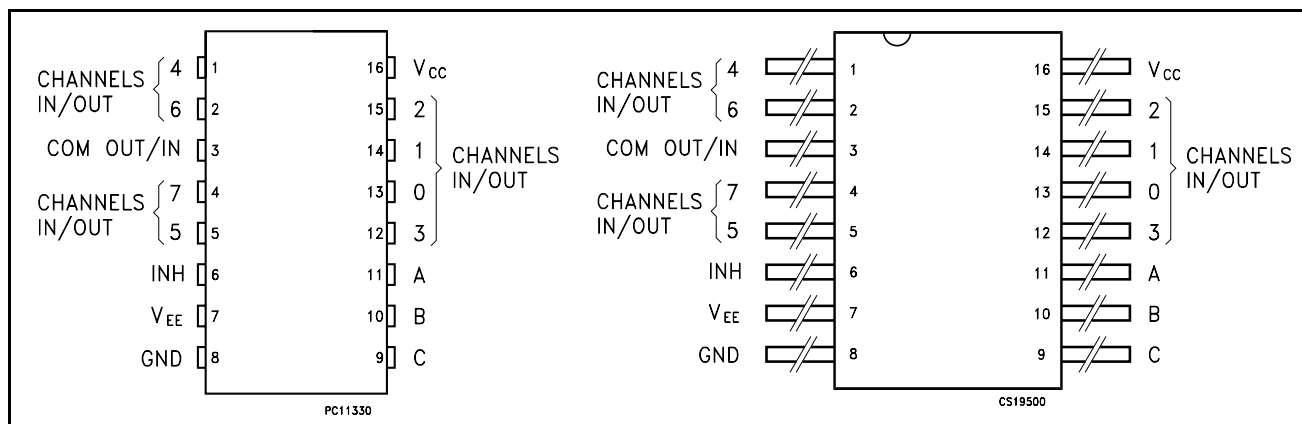 CHANNELS IN/OUT 4 1 16 VCC
6 2 15 2
COM OUT/IN 3 14 1 CHANNELS IN/OUT
CHANNELS IN/OUT 7 4 13 0
5 5 12 3
INH 6 11 A
VEE 7 10 B
GND 8 9 C
PC11330
CHANNELS IN/OUT 4 1 16 VCC
6 2 15 2
COM OUT/IN 3 14 1 CHANNELS IN/OUT
CHANNELS IN/OUT 7 4 13 0
5 5 12 3
INH 6 11 A
VEE 7 10 B
GND 8 9 C
CS19500